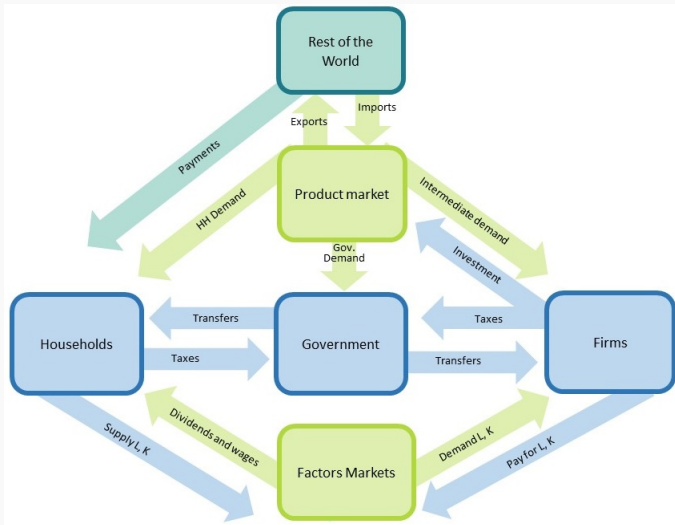 Rest of the
World
Imports
Exports
Payments
HH Demand
Product market
Intermediate demand
Gov.
Demand
Investment
Transfers
Taxes
Households
Government
Firms
Taxes
Transfers
Supply L, K
Dividends and wages
Factors Markets
Demand L, K
Pay for L, K